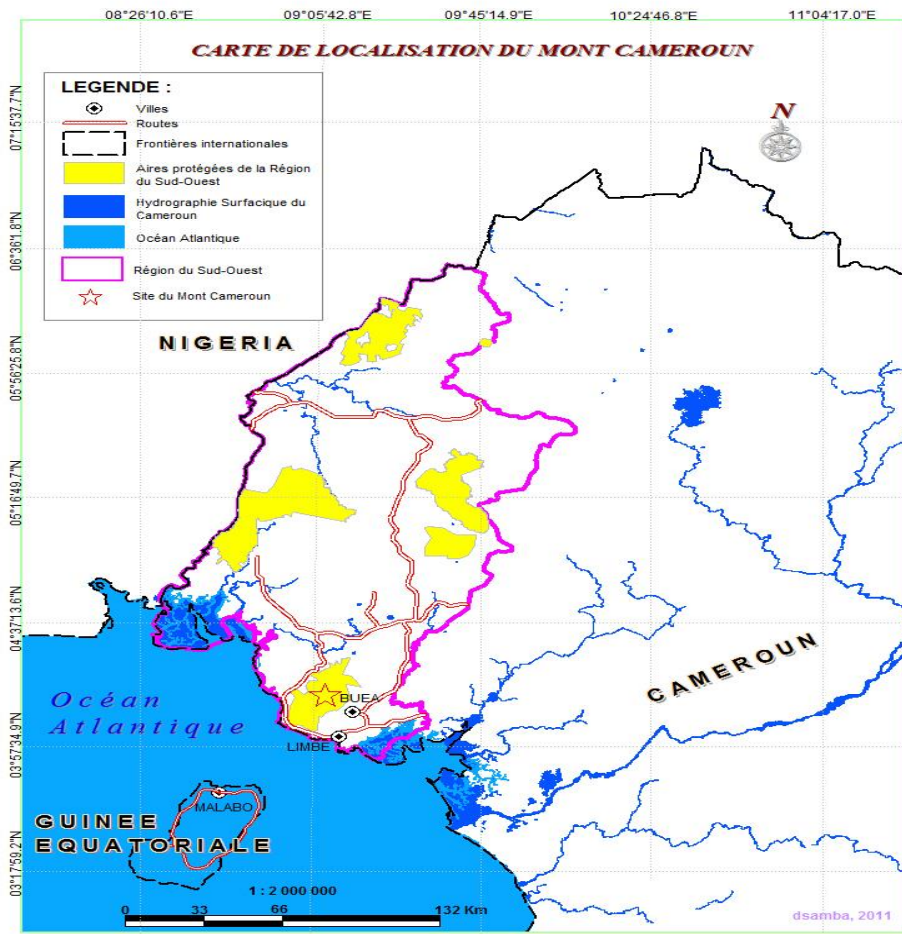 08°26'10.6"E 09°05'42.8"E 09°45'14.9"E 10°24'46.8"E 11°04'17.0"E
CARTE DE LOCALISATION DU MONT CAMEROUN
LEGENDE :
Villes
Routes
Frontières internationales
Aires protégées de la Région
du Sud-Ouest
Hydrographie Surfacique du
Cameroun
Océan Atlantique
Région du Sud-Ouest
Site du Mont Cameroun
N
07°15'37.7"N
06°36'1.8"N
05°56'25.8"N
05°16'49.7"N
04°37'13.6"N
03°57'34.9"N
03°17'59.2"N
NIGERIA
CAMEROUN
Océan
Atlantique
BUEA
LIMBE
MALABO
GUINEE
EQUATORIALE
1 : 2 000 000
0 33 66 132 Km
dsamba, 2011